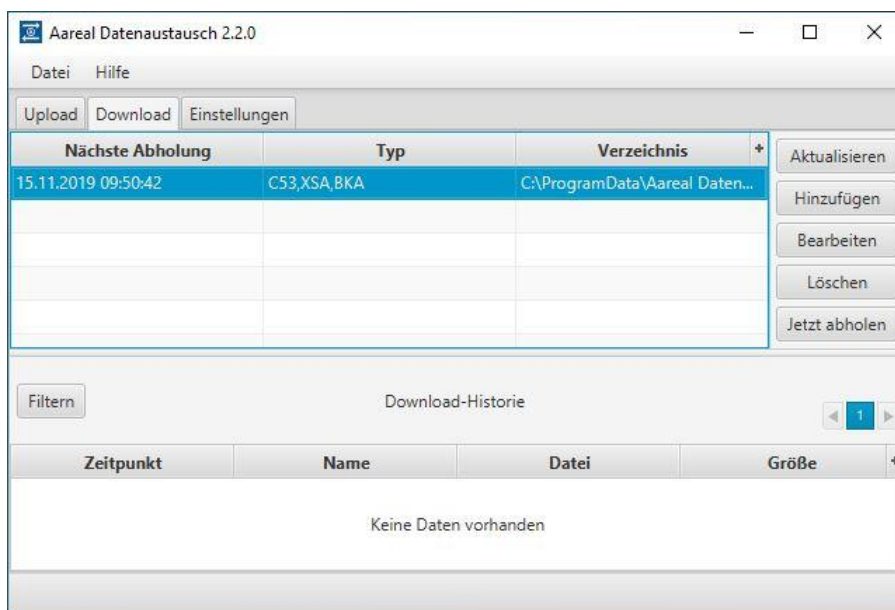 Aareal Datenaustausch 2.2.0
Datei Hilfe
Upload Download Einstellungen
Nächste Abholung Typ Verzeichnis +
15.11.2019 09:50:42 C53,XSA,BKA C:\ProgramData\Aareal Daten...
Aktualisieren
Hinzufügen
Bearbeiten
Löschen
Jetzt abholen
Filtern Download-Historie 1
Zeitpunkt Name Datei Größe +
Keine Daten vorhanden